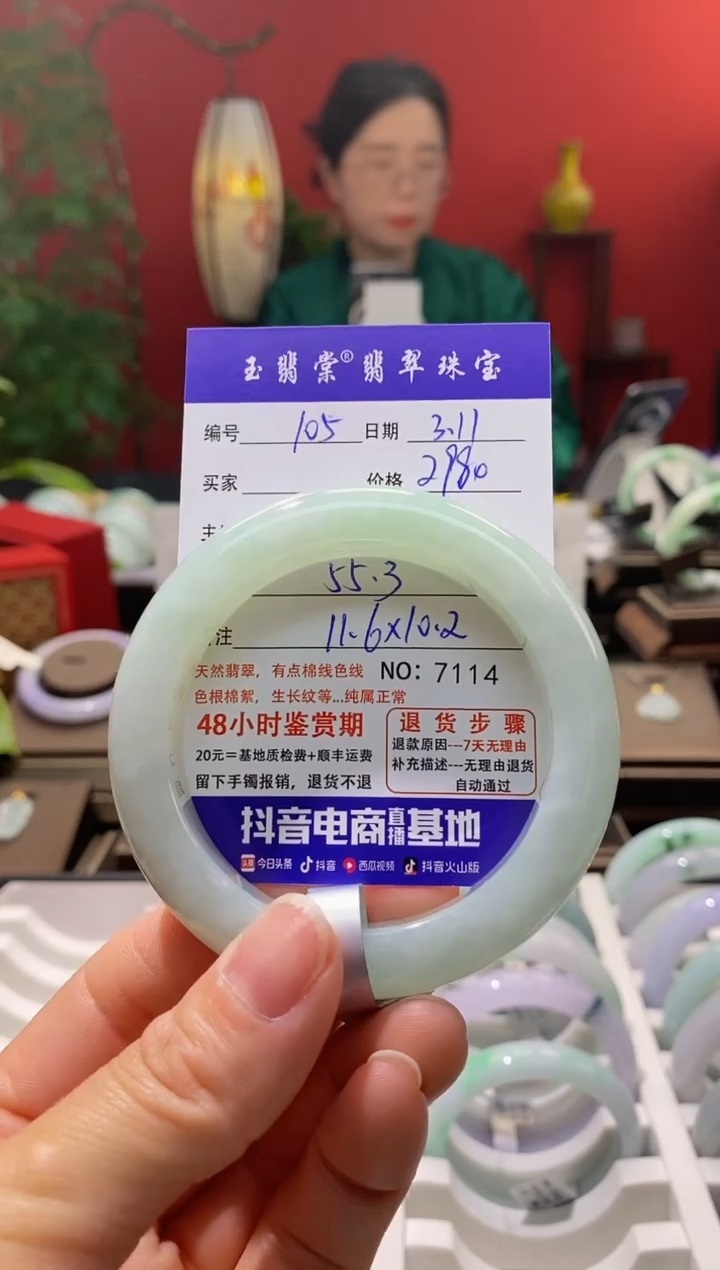 玉翡棠®翡翠珠宝
编号 105 日期 3.11
买家 价格 2980
55.3
注 11.6x10.2
天然翡翠，有点棉线色线 NO：7114
色根棉絮，生长纹等...纯属正常
48小时鉴赏期
20元＝基地质检费+顺丰运费
留下手镯报销，退货不退
退货步骤
退款原因---7天无理由
补充描述---无理由退货
自动通过
抖音电商直播基地
头条 今日头条 抖音 西瓜视频 抖音火山版